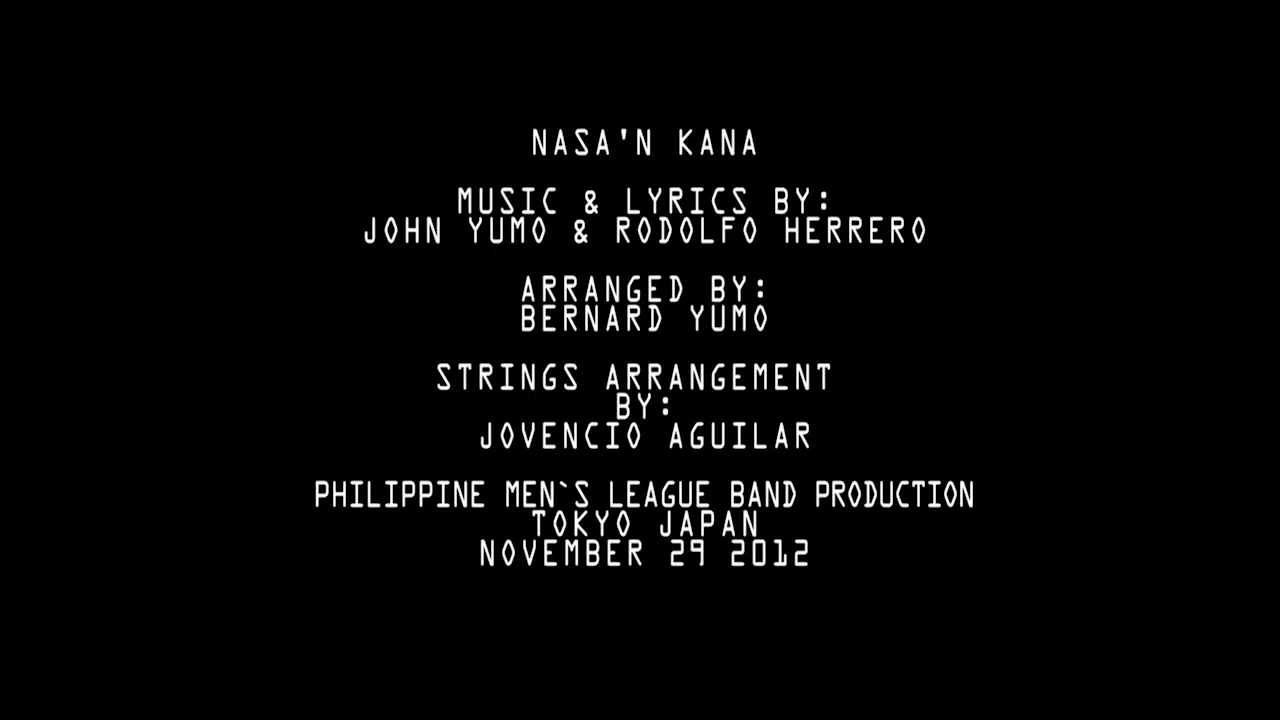 NASA'N KANA
MUSIC & LYRICS BY:
JOHN YUMO & RODOLFO HERRERO
ARRANGED BY:
BERNARD YUMO
STRINGS ARRANGEMENT
BY:
JOVENCIO AGUILAR
PHILIPPINE MEN`S LEAGUE BAND PRODUCTION
TOKYO JAPAN
NOVEMBER 29 2012